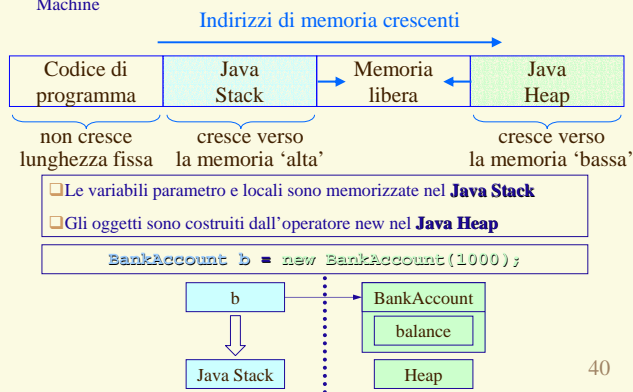 Machine
Indirizzi di memoria crescenti
Codice di programma
Java Stack
Memoria libera
Java Heap
non cresce
lunghezza fissa
cresce verso
la memoria ‘alta’
cresce verso
la memoria ‘bassa’
Le variabili parametro e locali sono memorizzate nel Java Stack
Gli oggetti sono costruiti dall’operatore new nel Java Heap
BankAccount b = new BankAccount(1000);
b
BankAccount
balance
Java Stack
Heap
40